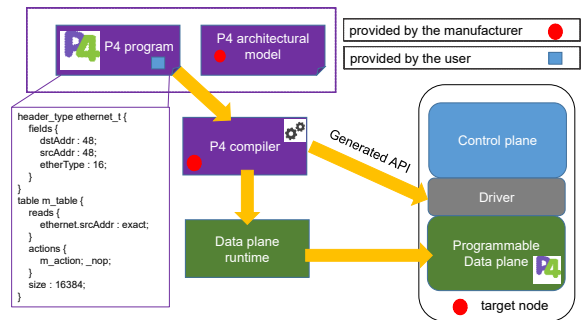 P4
P4 program
P4 architectural
model
provided by the manufacturer
provided by the user
header_type ethernet_t {
fields {
dstAddr : 48;
srcAddr : 48;
etherType : 16;
}
}
table m_table {
reads {
ethernet.srcAddr : exact;
}
actions {
m_action; _nop;
}
size : 16384;
}
P4 compiler
Generated API
Data plane
runtime
Control plane
Driver
Programmable
Data plane
P4
target node